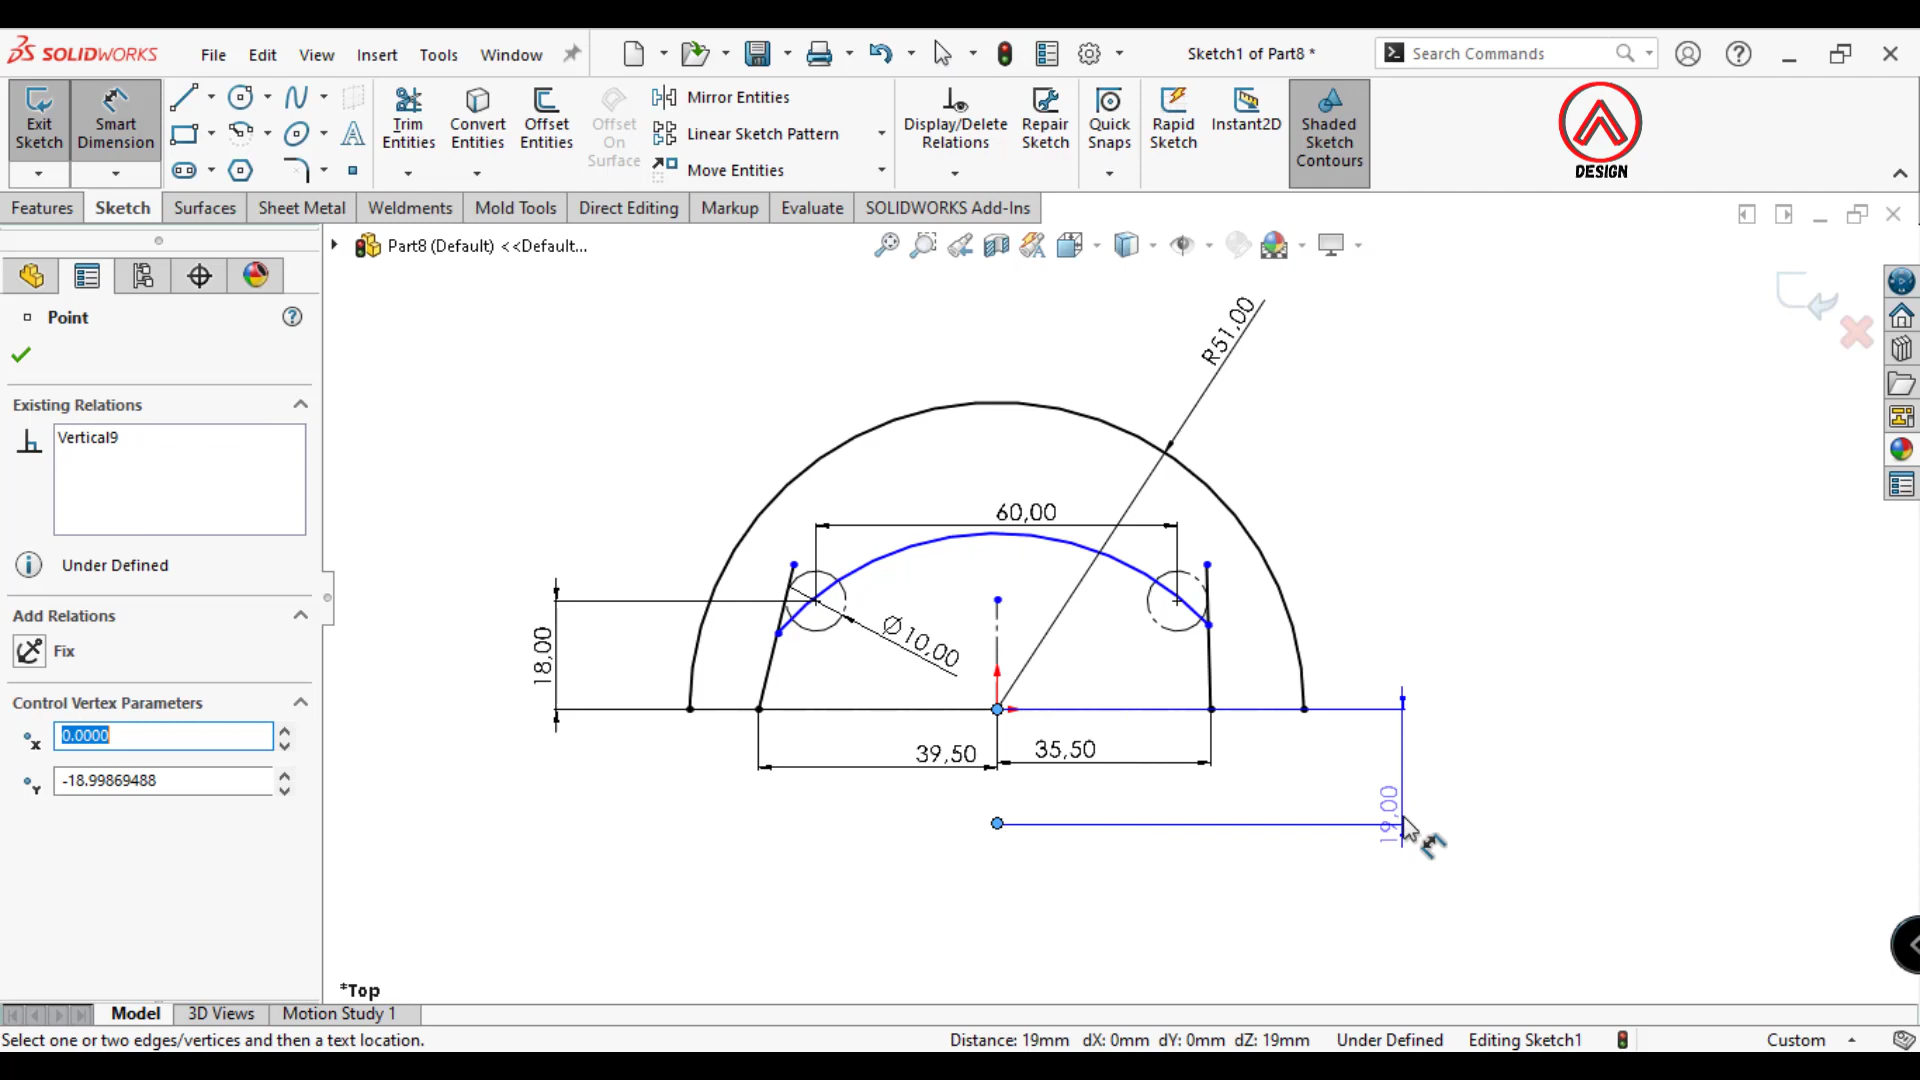 SOLIDWORKS
File Edit View Insert Tools Window
Sketch1 of Part8 *
Search Commands
Exit Sketch
Smart Dimension
Trim Entities
Convert Entities
Offset Entities
Offset On Surface
Mirror Entities
Linear Sketch Pattern
Move Entities
Display/Delete Relations
Repair Sketch
Quick Snaps
Rapid Sketch
Instant2D
Shaded Sketch Contours
DESIGN
Features Sketch Surfaces Sheet Metal Weldments Mold Tools Direct Editing Markup Evaluate SOLIDWORKS Add-Ins
Part8 (Default) <<Default...
Point
Existing Relations
Vertical9
Under Defined
Add Relations
Fix
Control Vertex Parameters
0.0000
-18.99869488
R51,00
60,00
Ø10,00
18,00
39,50
35,50
19,00
*Top
Model 3D Views Motion Study 1
Select one or two edges/vertices and then a text location.
Distance: 19mm dX: 0mm dY: 0mm dZ: 19mm Under Defined Editing Sketch1 Custom